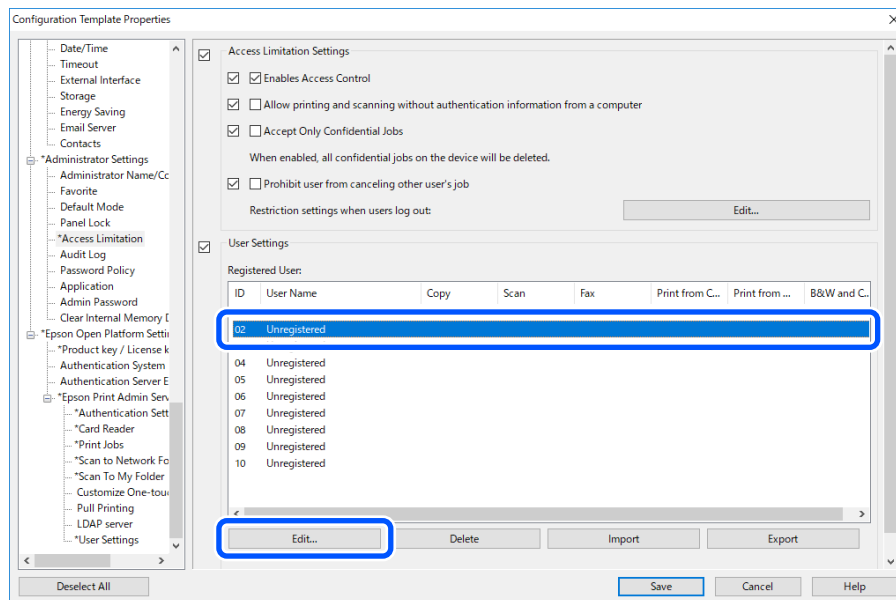 Configuration Template Properties
Date/Time
Timeout
External Interface
Storage
Energy Saving
Email Server
Contacts
*Administrator Settings
Administrator Name/Cc
Favorite
Default Mode
Panel Lock
*Access Limitation
Audit Log
Password Policy
Application
Admin Password
Clear Internal Memory
*Epson Open Platform Settin
*Product key / License k
Authentication System
Authentication Server E
*Epson Print Admin Serv
*Authentication Sett
*Card Reader
*Print Jobs
*Scan to Network Fo
*Scan To My Folder
Customize One-touc
Pull Printing
LDAP server
*User Settings
Access Limitation Settings
Enables Access Control
Allow printing and scanning without authentication information from a computer
Accept Only Confidential Jobs
When enabled, all confidential jobs on the device will be deleted.
Prohibit user from canceling other user's job
Restriction settings when users log out: Edit...
User Settings
Registered User:
ID User Name Copy Scan Fax Print from C... Print from ... B&W and C..
02 Unregistered
04 Unregistered
05 Unregistered
06 Unregistered
07 Unregistered
08 Unregistered
09 Unregistered
10 Unregistered
Edit... Delete Import Export
Deselect All Save Cancel Help